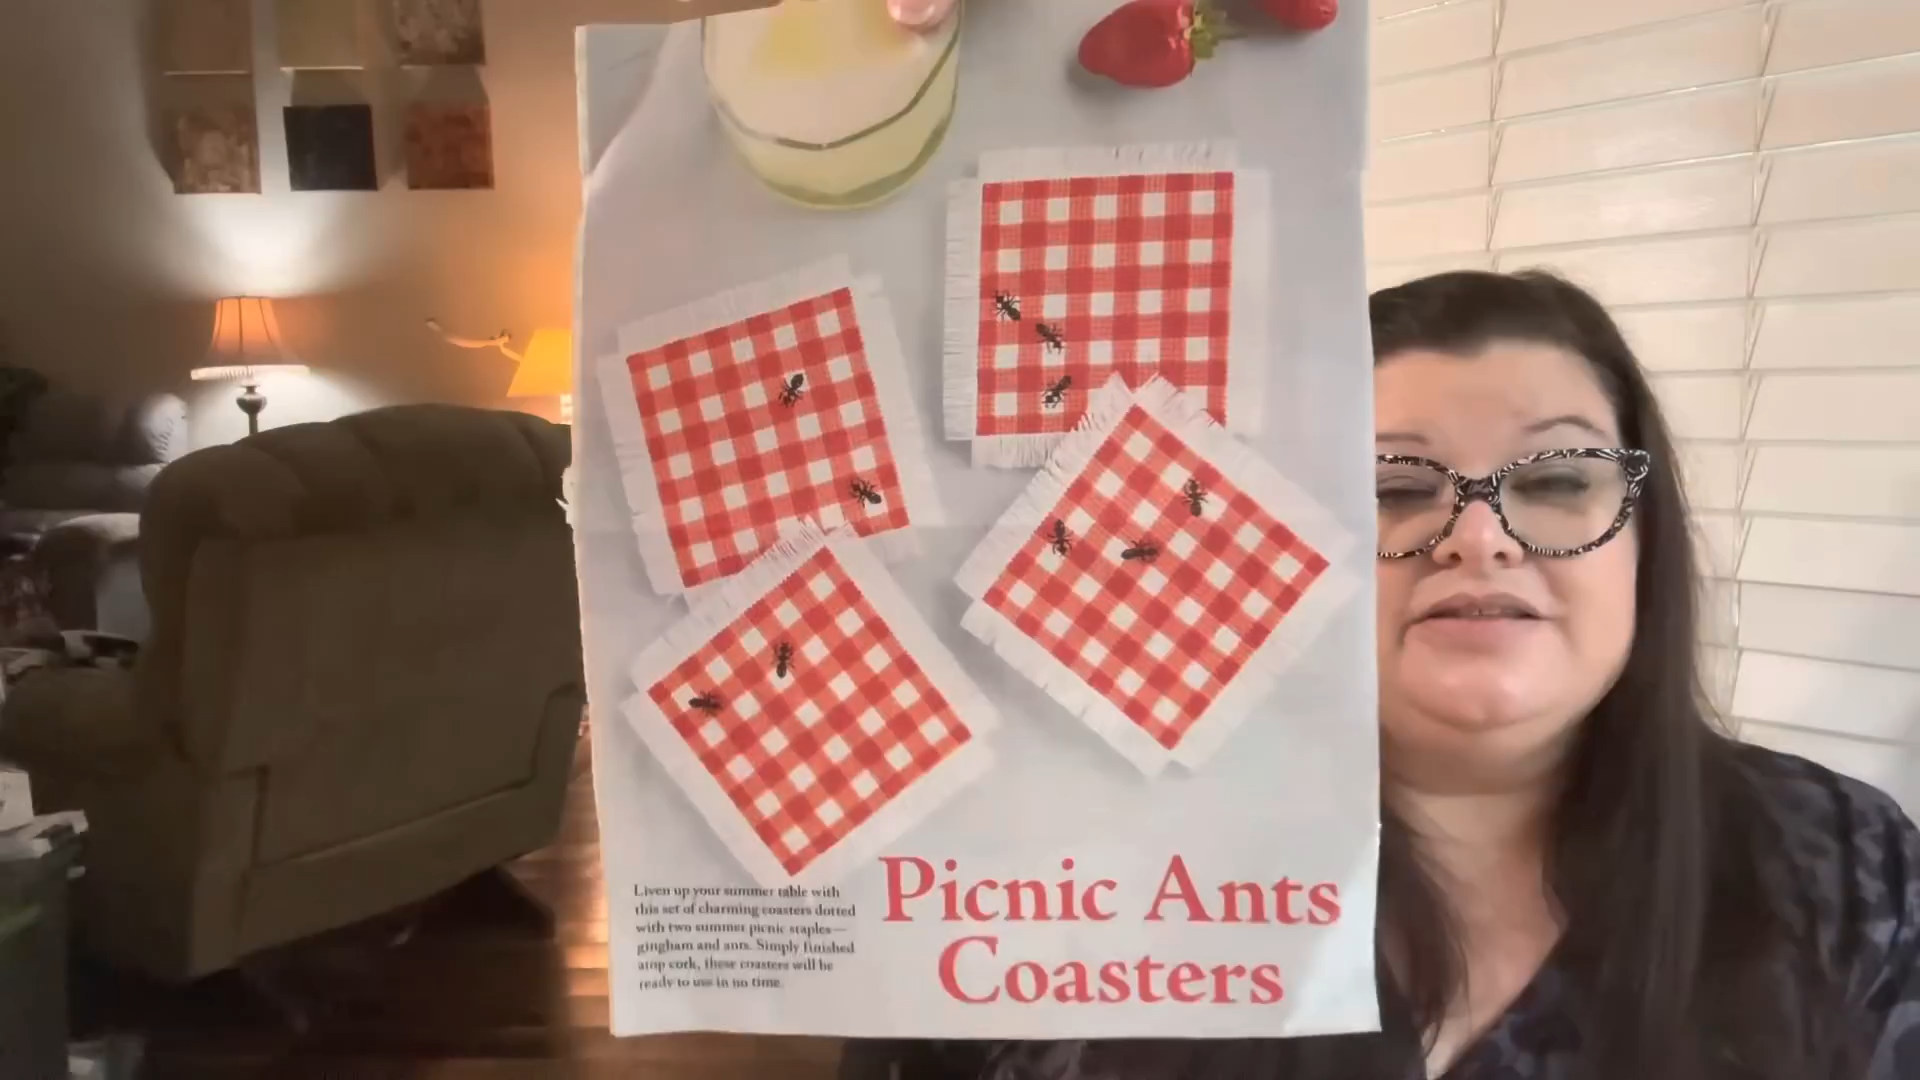 Liven up your summer table with
this set of charming coasters dotted
with two summer picnic staples—
gingham and ants. Simply finished
atop cork, these coasters will be
ready to use in no time.
Picnic Ants
Coasters